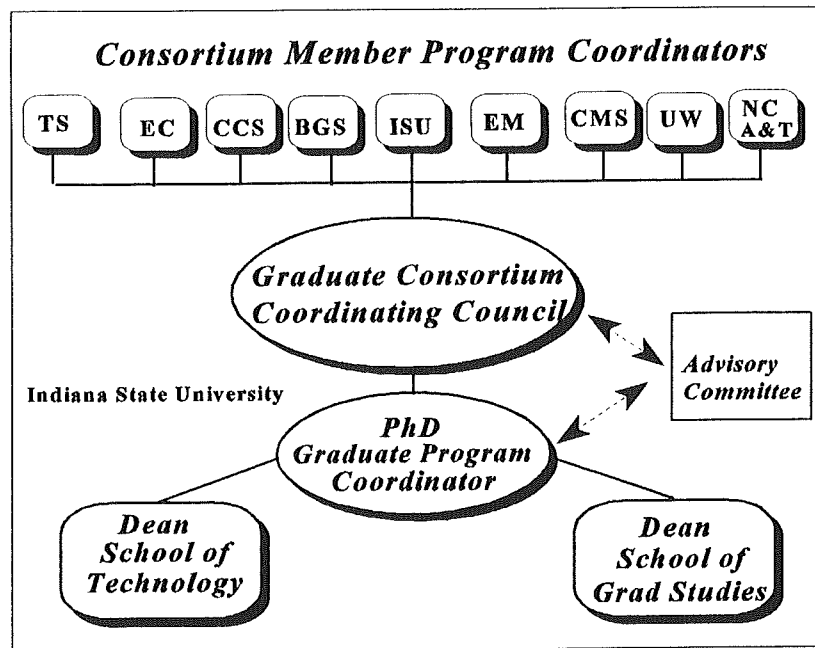 Consortium Member Program Coordinators
TS
EC
CCS
BGS
ISU
EM
CMS
UW
NC
A&T
Graduate Consortium
Coordinating Council
Advisory
Committee
Indiana State University
PhD
Graduate Program
Coordinator
Dean
School of
Technology
Dean
School of
Grad Studies